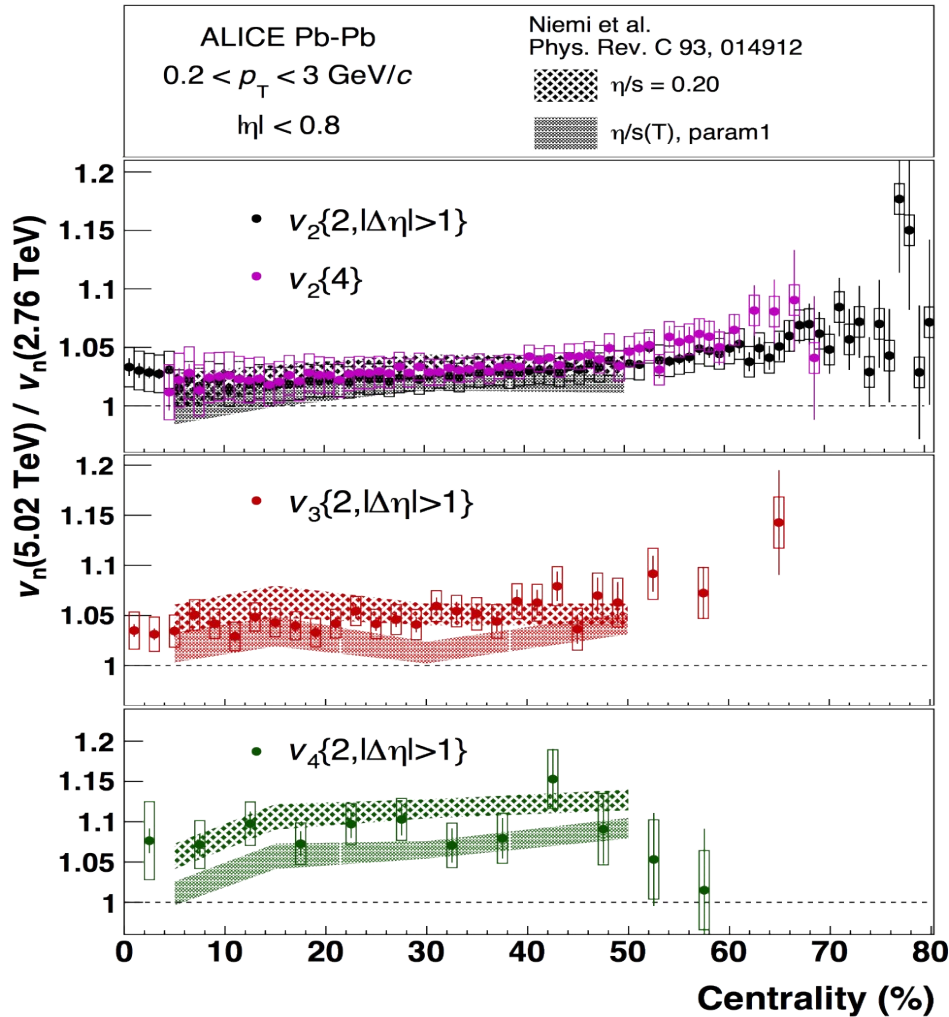 ALICE Pb-Pb
0.2 < p_T < 3 GeV/c
|η| < 0.8
Niemi et al.
Phys. Rev. C 93, 014912
η/s = 0.20
η/s(T), param1
v_n(5.02 TeV) / v_n(2.76 TeV)
1.2
1.15
1.1
1.05
1
v_2{2,|Δη|>1}
v_2{4}
1.2
1.15
1.1
1.05
1
v_3{2,|Δη|>1}
1.2
1.15
1.1
1.05
1
v_4{2,|Δη|>1}
0 10 20 30 40 50 60 70 80
Centrality (%)